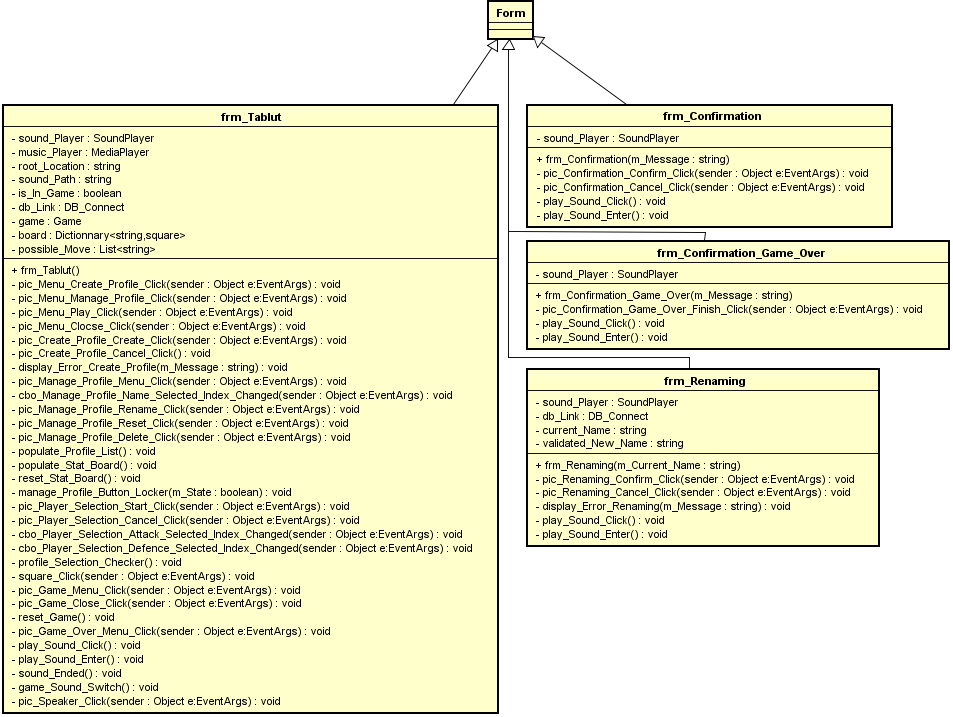 Form
frm_Tablut
- sound_Player : SoundPlayer
- music_Player : MediaPlayer
- root_Location : string
- sound_Path : string
- is_In_Game : boolean
- db_Link : DB_Connect
- game : Game
- board : Dictionnary<string,square>
- possible_Move : List<string>
+ frm_Tablut()
- pic_Menu_Create_Profile_Click(sender : Object e:EventArgs) : void
- pic_Menu_Manage_Profile_Click(sender : Object e:EventArgs) : void
- pic_Menu_Play_Click(sender : Object e:EventArgs) : void
- pic_Menu_Clocse_Click(sender : Object e:EventArgs) : void
- pic_Create_Profile_Create_Click(sender : Object e:EventArgs) : void
- pic_Create_Profile_Cancel_Click() : void
- display_Error_Create_Profile(m_Message : string) : void
- pic_Manage_Profile_Menu_Click(sender : Object e:EventArgs) : void
- cbo_Manage_Profile_Name_Selected_Index_Changed(sender : Object e:EventArgs) : void
- pic_Manage_Profile_Rename_Click(sender : Object e:EventArgs) : void
- pic_Manage_Profile_Reset_Click(sender : Object e:EventArgs) : void
- pic_Manage_Profile_Delete_Click(sender : Object e:EventArgs) : void
- populate_Profile_List() : void
- populate_Stat_Board() : void
- reset_Stat_Board() : void
- manage_Profile_Button_Locker(m_State : boolean) : void
- pic_Player_Selection_Start_Click(sender : Object e:EventArgs) : void
- pic_Player_Selection_Cancel_Click(sender : Object e:EventArgs) : void
- cbo_Player_Selection_Attack_Selected_Index_Changed(sender : Object e:EventArgs) : void
- cbo_Player_Selection_Defence_Selected_Index_Changed(sender : Object e:EventArgs) : void
- profile_Selection_Checker() : void
- square_Click(sender : Object e:EventArgs) : void
- pic_Game_Menu_Click(sender : Object e:EventArgs) : void
- pic_Game_Close_Click(sender : Object e:EventArgs) : void
- reset_Game() : void
- pic_Game_Over_Menu_Click(sender : Object e:EventArgs) : void
- play_Sound_Click() : void
- play_Sound_Enter() : void
- sound_Ended() : void
- game_Sound_Switch() : void
- pic_Speaker_Click(sender : Object e:EventArgs) : void
frm_Confirmation
- sound_Player : SoundPlayer
+ frm_Confirmation(m_Message : string)
- pic_Confirmation_Confirm_Click(sender : Object e:EventArgs) : void
- pic_Confirmation_Cancel_Click(sender : Object e:EventArgs) : void
- play_Sound_Click() : void
- play_Sound_Enter() : void
frm_Confirmation_Game_Over
- sound_Player : SoundPlayer
+ frm_Confirmation_Game_Over(m_Message : string)
- pic_Confirmation_Game_Over_Finish_Click(sender : Object e:EventArgs) : void
- play_Sound_Click() : void
- play_Sound_Enter() : void
frm_Renaming
- sound_Player : SoundPlayer
- db_Link : DB_Connect
- current_Name : string
- validated_New_Name : string
+ frm_Renaming(m_Current_Name : string)
- pic_Renaming_Confirm_Click(sender : Object e:EventArgs) : void
- pic_Renaming_Cancel_Click(sender : Object e:EventArgs) : void
- display_Error_Renaming(m_Message : string) : void
- play_Sound_Click() : void
- play_Sound_Enter() : void